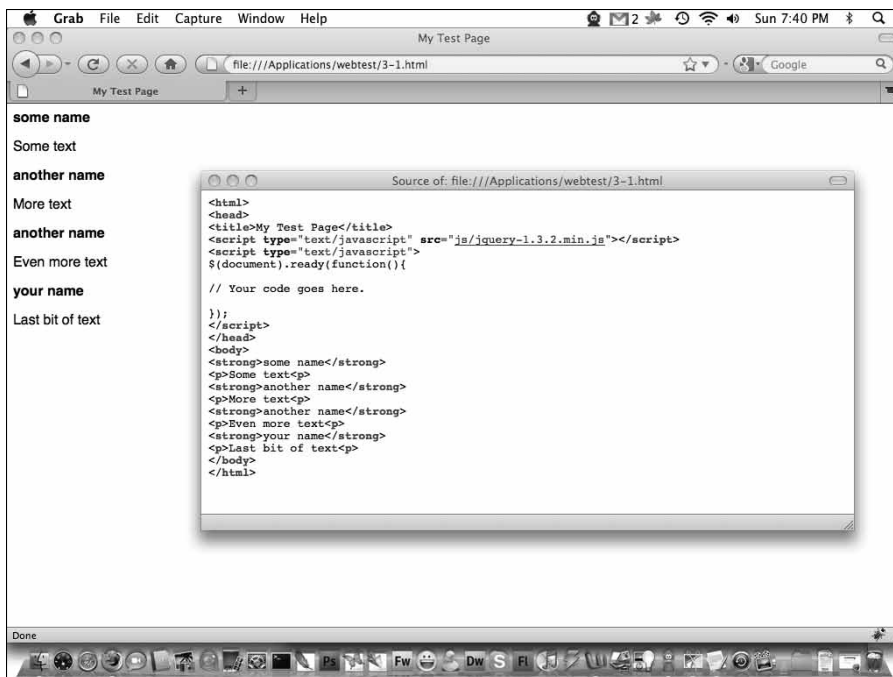 Grab File Edit Capture Window Help 2 Sun 7:40 PM
My Test Page
file:///Applications/webtest/3-1.html Google
My Test Page +
some name
Some text
another name
More text
another name
Even more text
your name
Last bit of text
Source of: file:///Applications/webtest/3-1.html
<html>
<head>
<title>My Test Page</title>
<script type="text/javascript" src="js/jquery-1.3.2.min.js"></script>
<script type="text/javascript">
$(document).ready(function(){
// Your code goes here.
});
</script>
</head>
<body>
<strong>some name</strong>
<p>Some text<p>
<strong>another name</strong>
<p>More text<p>
<strong>another name</strong>
<p>Even more text<p>
<strong>your name</strong>
<p>Last bit of text<p>
</body>
</html>
Done
Ps Fw Dw S Fl